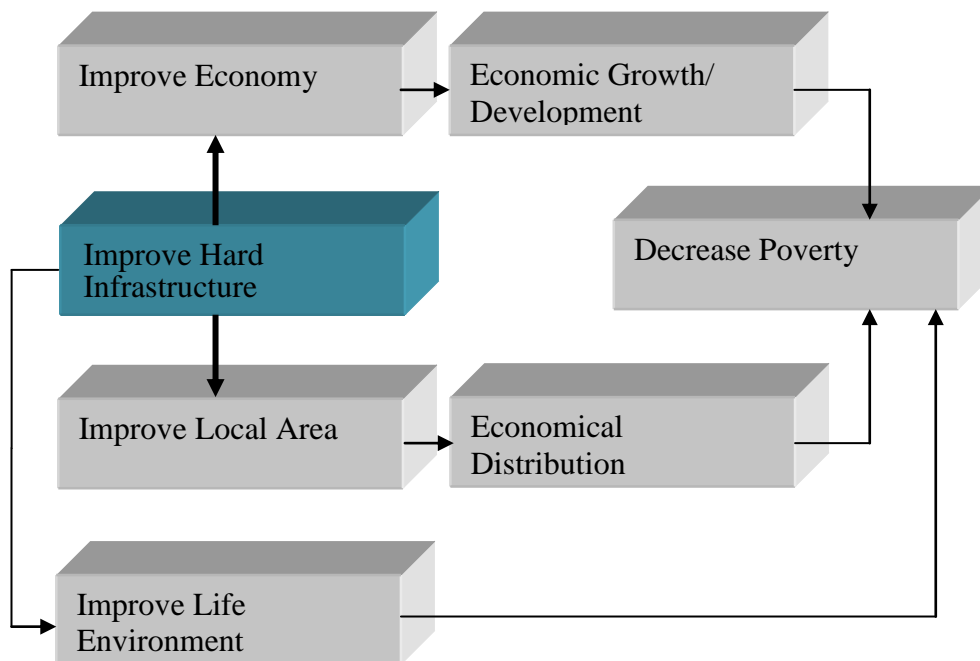 Improve Economy
Economic Growth/
Development
Improve Hard
Infrastructure
Decrease Poverty
Improve Local Area
Economical
Distribution
Improve Life
Environment